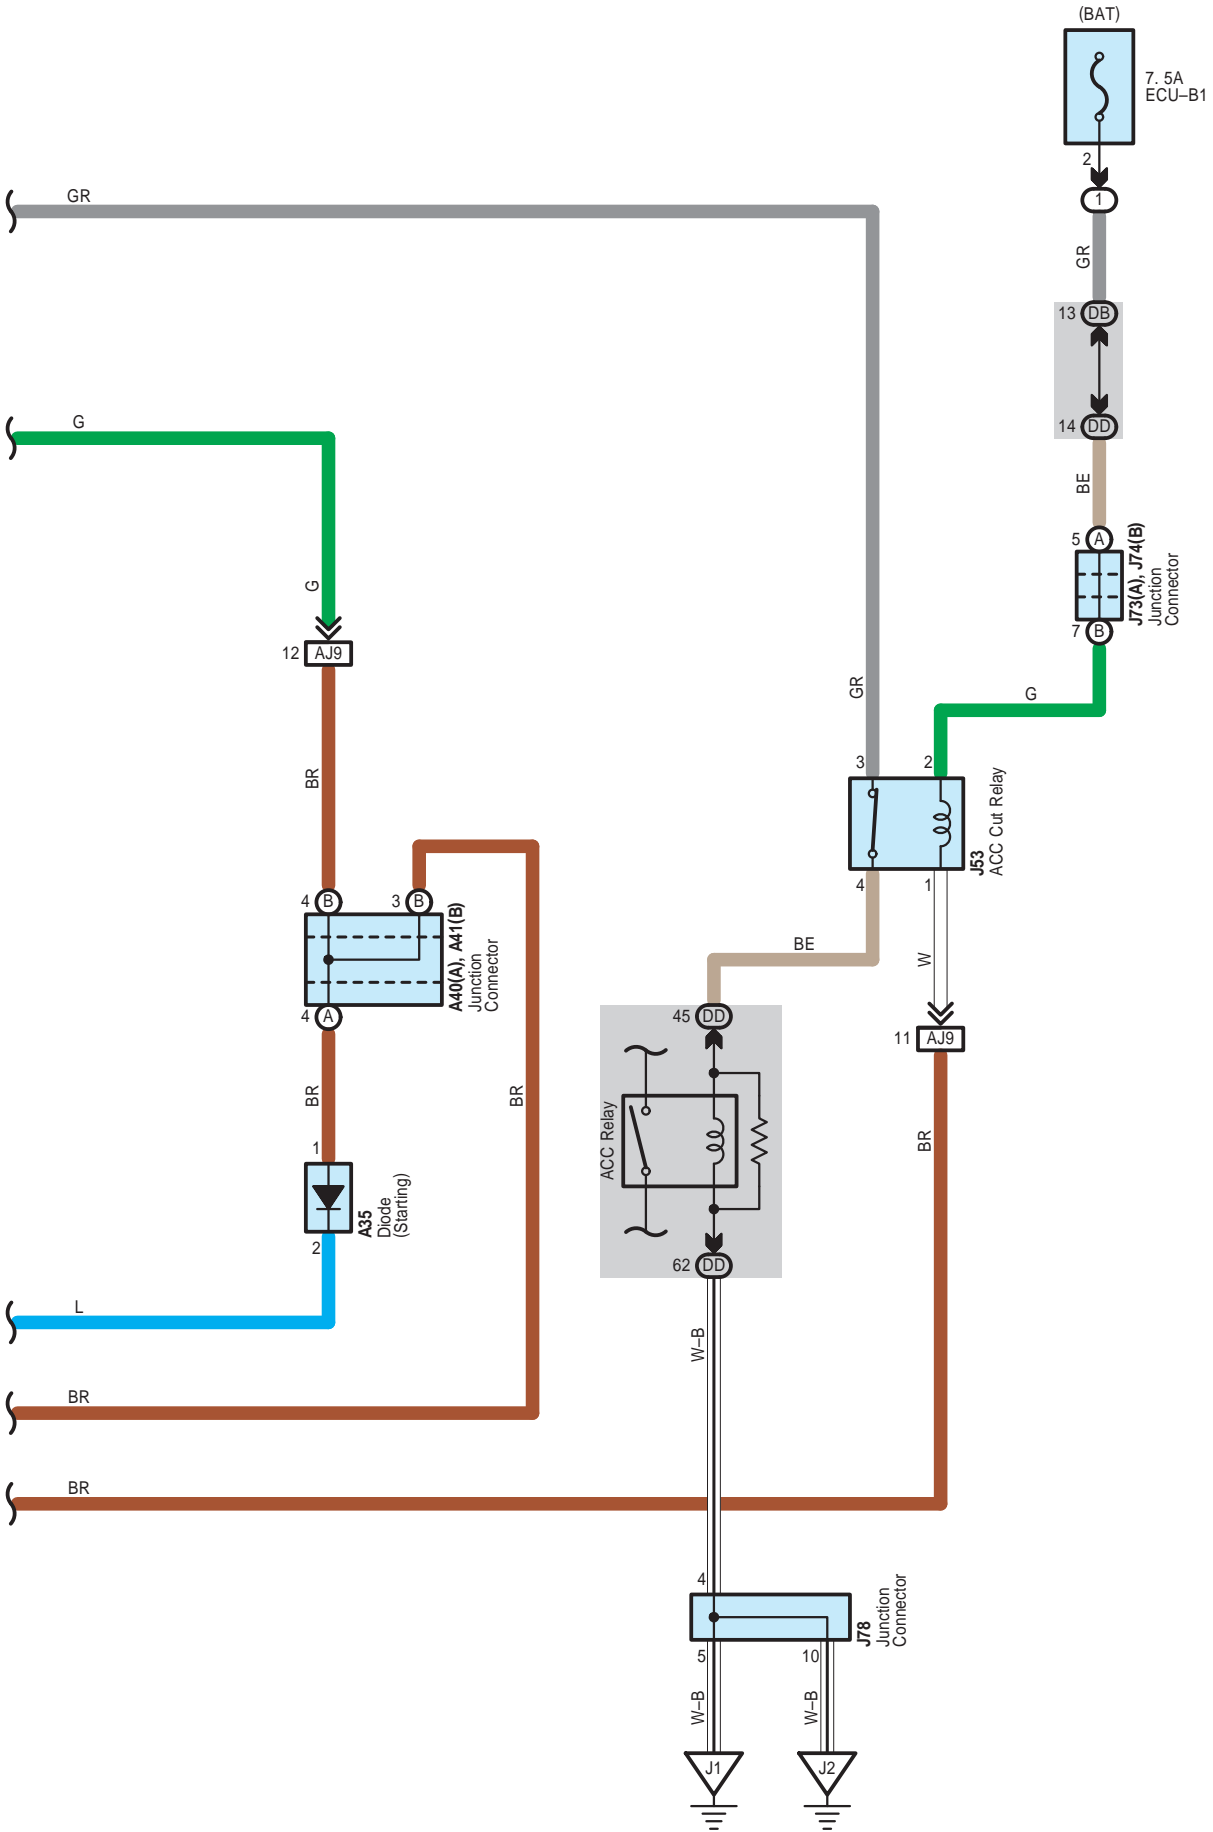 (BAT)
7. 5A
ECU–B1
2
1
GR
GR
13 DB
14 DD
G
BE
5 A
J73(A), J74(B)
Junction
Connector
7 B
G
12 AJ9
GR
G
BR
3
2
J53
ACC Cut Relay
4
1
4 B
3 B
A40(A), A41(B)
Junction
Connector
BE
W
4 A
45 DD
11 AJ9
BR
BR
ACC Relay
BR
1
A35
Diode
(Starting)
2
62 DD
L
W–B
BR
BR
4
J78
Junction
Connector
5
10
W–B
W–B
J1
J2